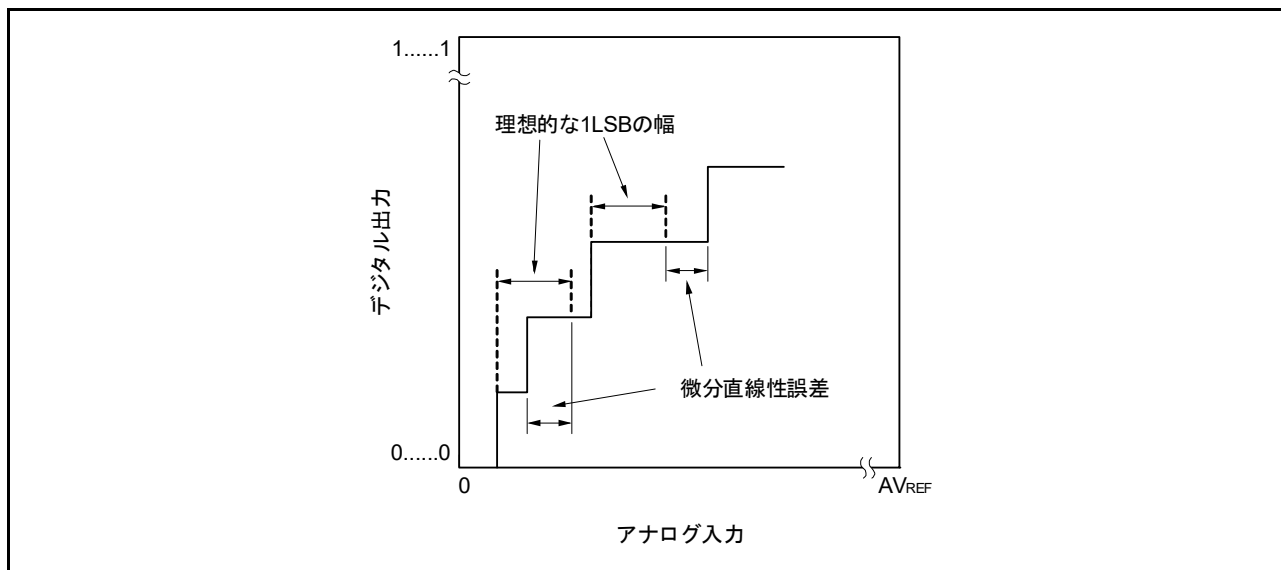 1......1
理想的な1LSBの幅
デジタル出力
微分直線性誤差
0......0
0
AVREF
アナログ入力